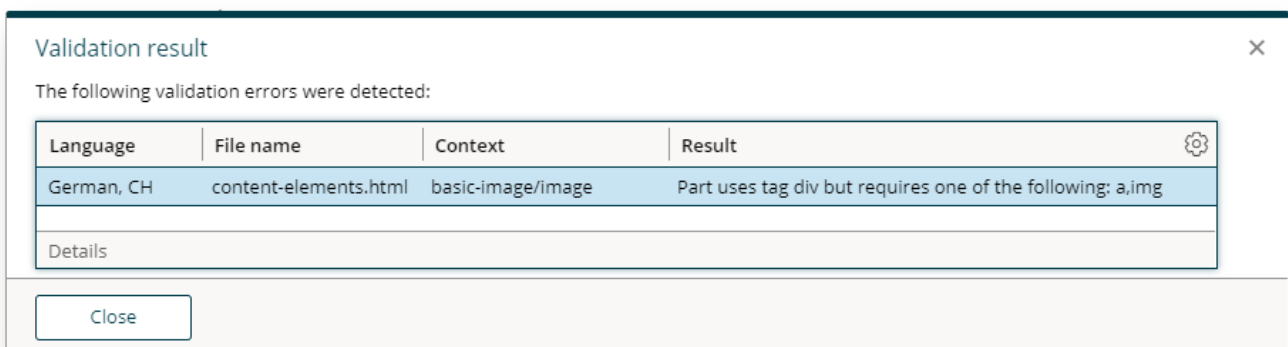 Validation result
The following validation errors were detected:
Language File name Context Result
German, CH content-elements.html basic-image/image Part uses tag div but requires one of the following: a,img
Details
Close